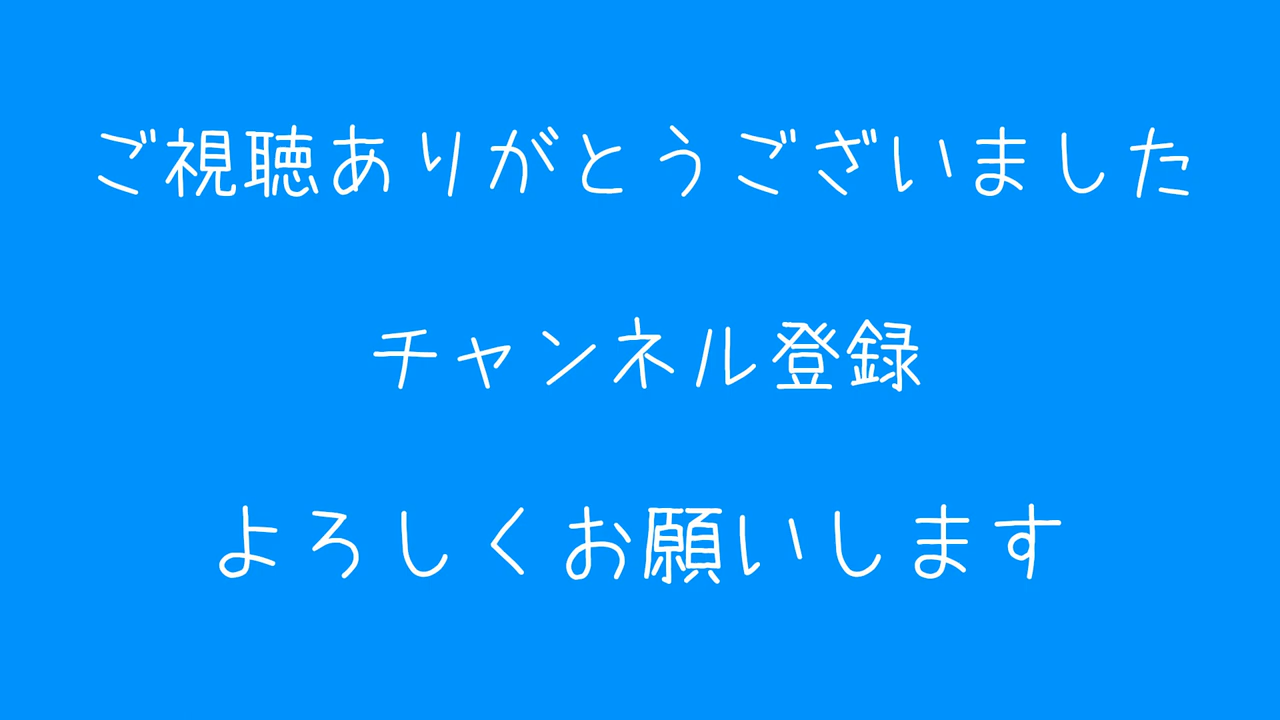 ご視聴ありがとうございました
チャンネル登録
よろしくお願いします